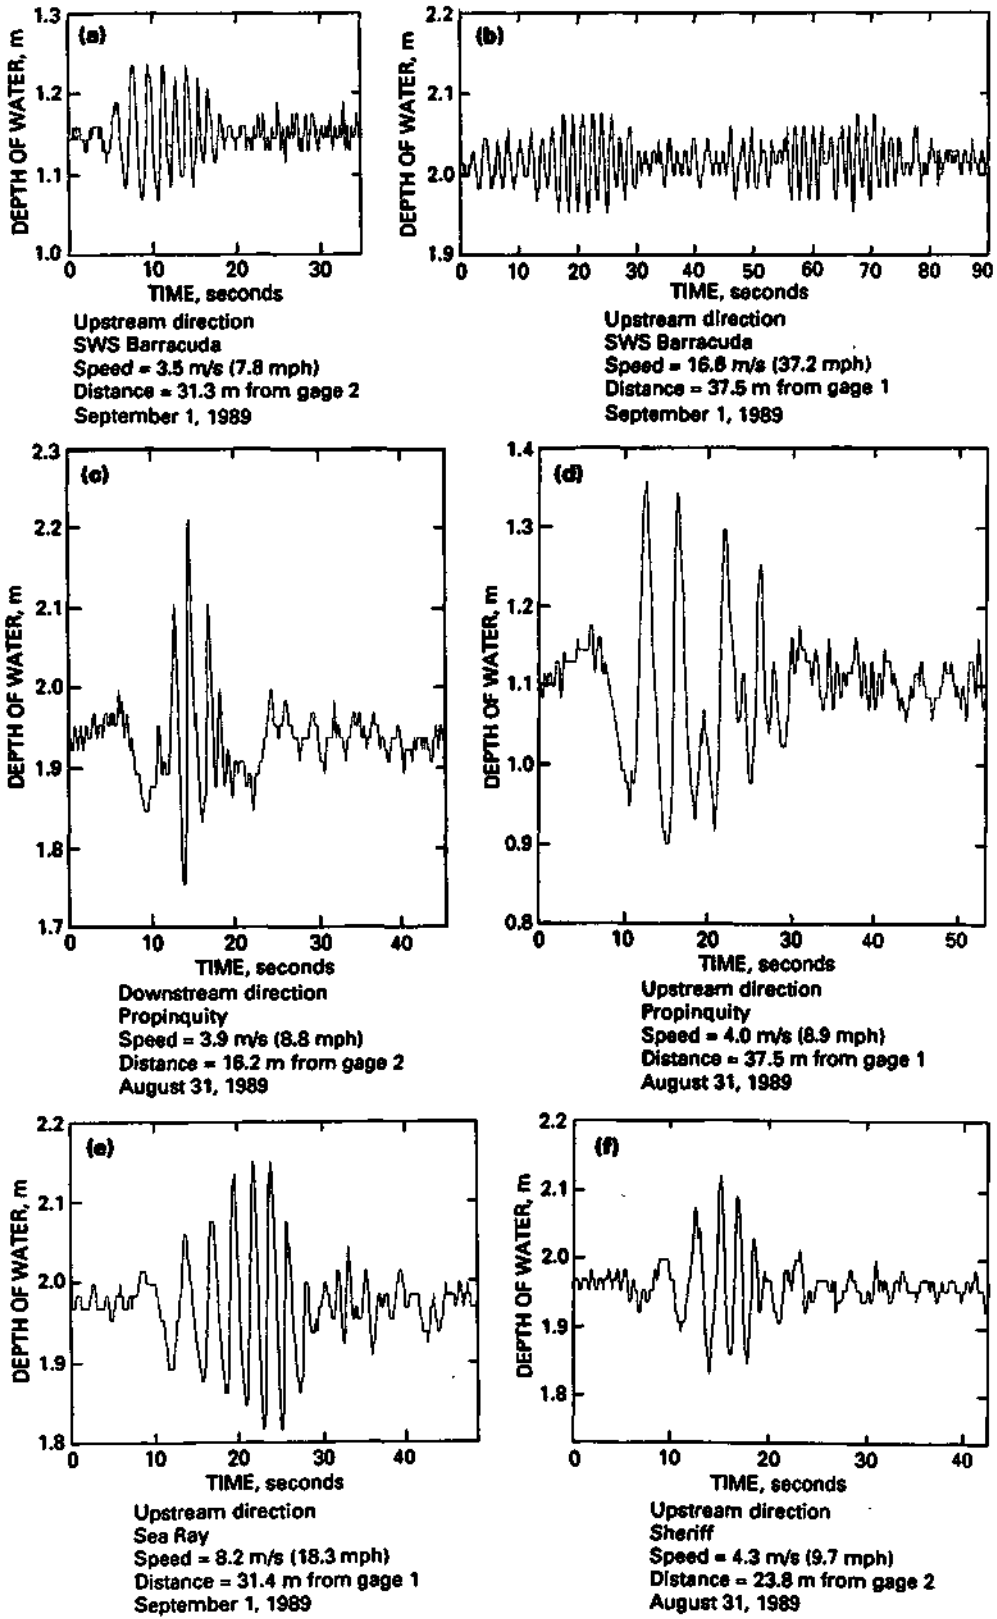 (a)
DEPTH OF WATER, m
1.3
1.2
1.1
1.0
0 10 20 30
TIME, seconds
Upstream direction
SWS Barracuda
Speed = 3.5 m/s (7.8 mph)
Distance = 31.3 m from gage 2
September 1, 1989
(b)
DEPTH OF WATER, m
2.2
2.1
2.0
1.9
0 10 20 30 40 50 60 70 80 90
TIME, seconds
Upstream direction
SWS Barracuda
Speed = 16.6 m/s (37.2 mph)
Distance = 37.5 m from gage 1
September 1, 1989
(c)
DEPTH OF WATER, m
2.3
2.2
2.1
2.0
1.9
1.8
1.7
0 10 20 30 40
TIME, seconds
Downstream direction
Propinquity
Speed = 3.9 m/s (8.8 mph)
Distance = 16.2 m from gage 2
August 31, 1989
(d)
DEPTH OF WATER, m
1.4
1.3
1.2
1.1
1.0
0.9
0.8
0 10 20 30 40 50
TIME, seconds
Upstream direction
Propinquity
Speed = 4.0 m/s (8.9 mph)
Distance = 37.5 m from gage 1
August 31, 1989
(e)
DEPTH OF WATER, m
2.2
2.1
2.0
1.9
1.8
0 10 20 30 40
TIME, seconds
Upstream direction
Sea Ray
Speed = 8.2 m/s (18.3 mph)
Distance = 31.4 m from gage 1
September 1, 1989
(f)
DEPTH OF WATER, m
2.2
2.1
2.0
1.9
1.8
0 10 20 30 40
TIME, seconds
Upstream direction
Sheriff
Speed = 4.3 m/s (9.7 mph)
Distance = 23.8 m from gage 2
August 31, 1989